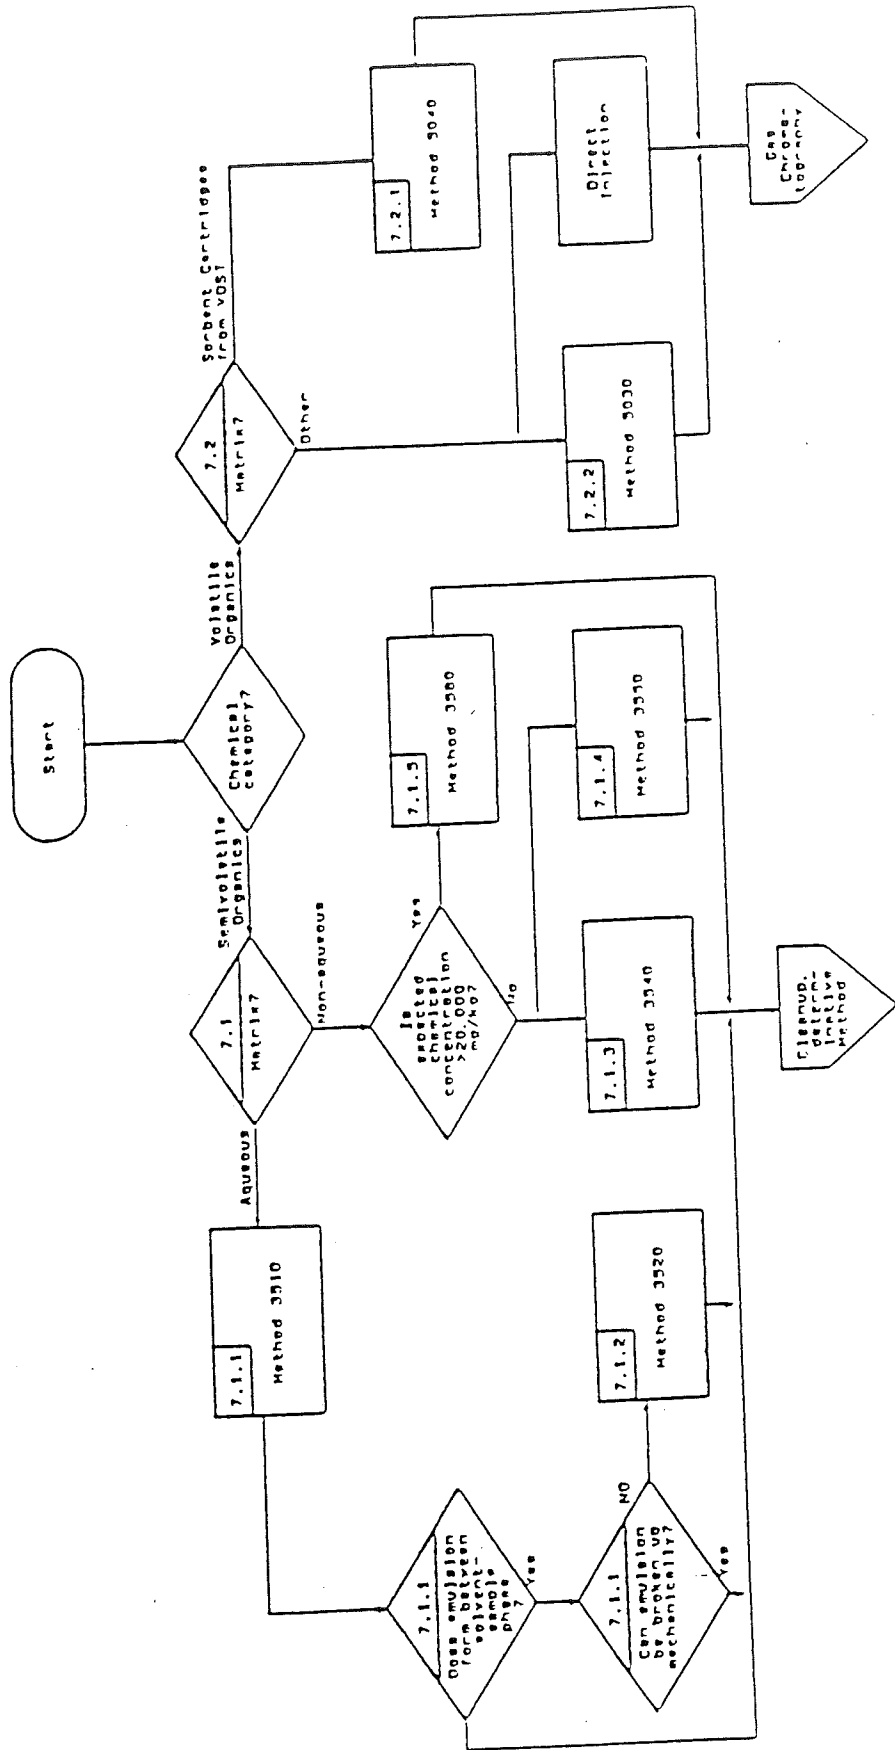 Start
Chemical
category?
Semivolatile
Organics
Volatile
Organics
7.1
Matrix?
Aqueous
Non-aqueous
7.2
Matrix?
Sorbent Cartridges
from VOST
Other
7.1.1
Method 3510
7.1.1
Does emulsion
form between
solvent-
sample
phase
?
Yes
7.1.1
Can emulsion
be broken up
mechanically?
NO
Yes
7.1.2
Method 3520
Is
expected
chemical
concentration
>20,000
mg/kg?
Yes
No
7.1.5
Method 3580
7.1.3
Method 3540
7.1.4
Method 3550
Cleanup,
determ-
inative
Method
7.2.1
Method 5040
7.2.2
Method 5030
Direct
Injection
Gas
Chroma-
tography